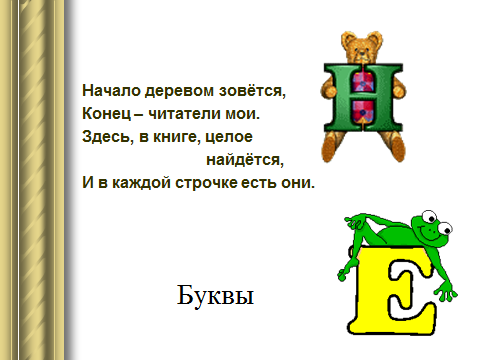 Начало деревом зовётся,
Конец – читатели мои.
Здесь, в книге, целое
найдётся,
И в каждой строчке есть они.
Н
Е
Буквы